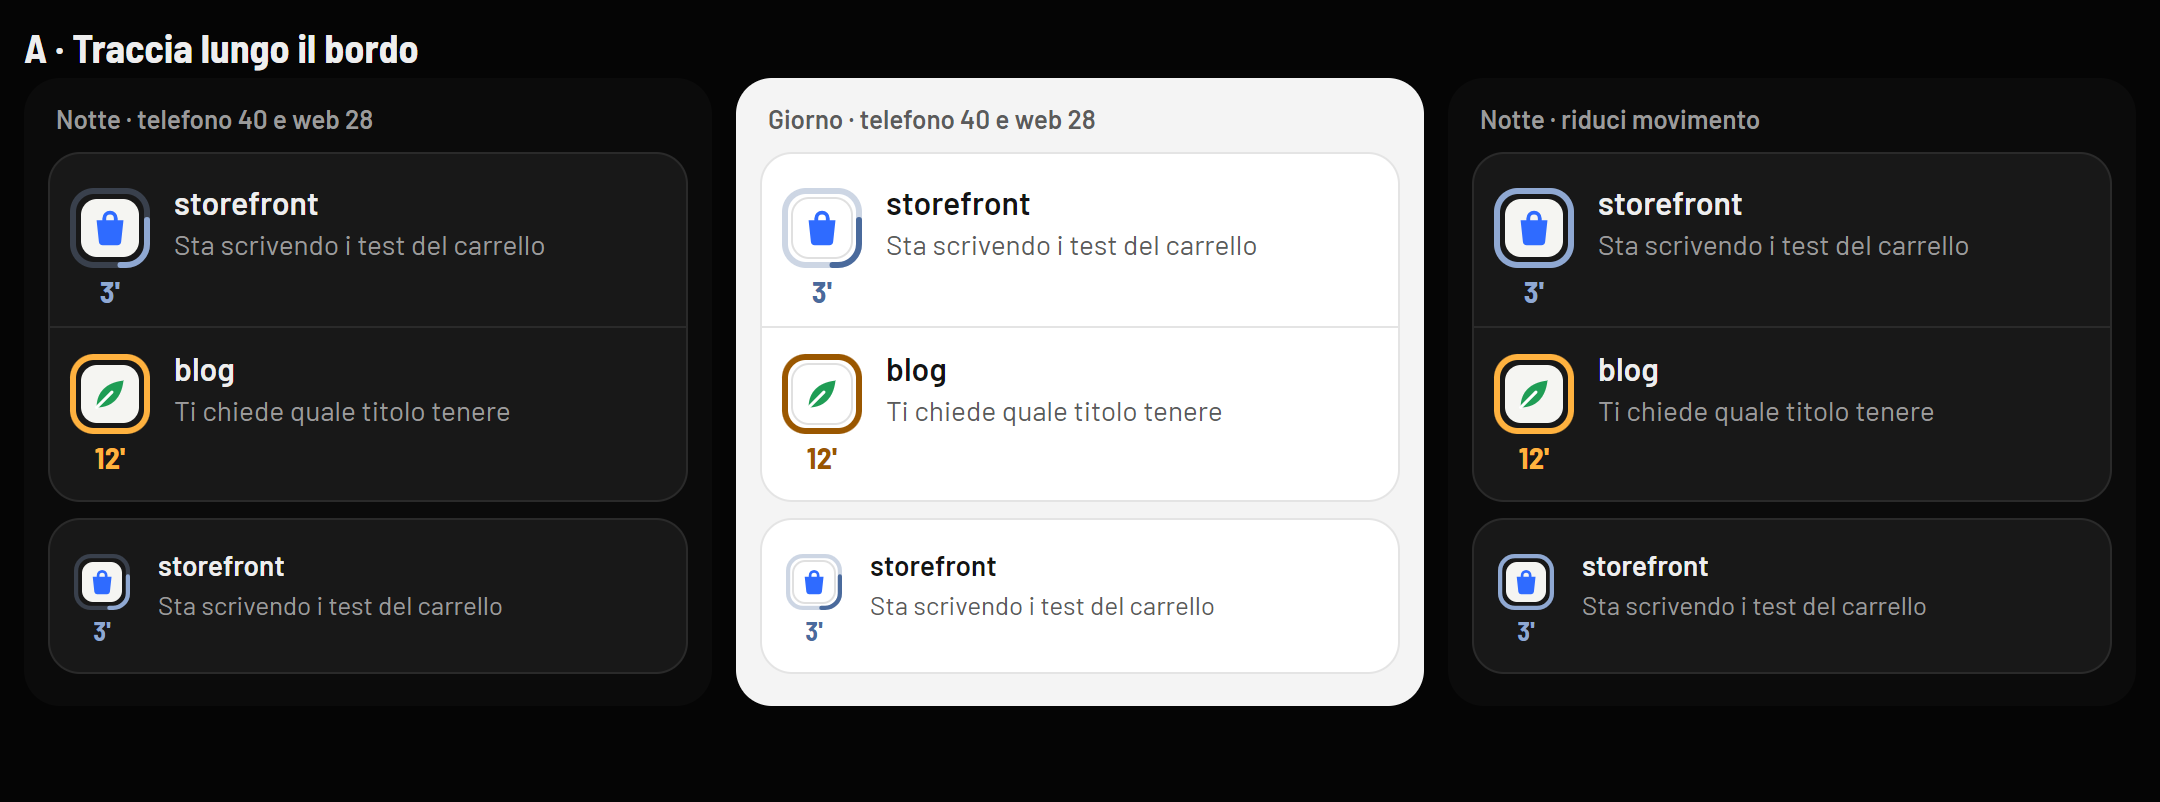 A · Traccia lungo il bordo
Notte · telefono 40 e web 28
storefront
Sta scrivendo i test del carrello
3'
blog
Ti chiede quale titolo tenere
12'
storefront
Sta scrivendo i test del carrello
3'
Giorno · telefono 40 e web 28
storefront
Sta scrivendo i test del carrello
3'
blog
Ti chiede quale titolo tenere
12'
storefront
Sta scrivendo i test del carrello
3'
Notte · riduci movimento
storefront
Sta scrivendo i test del carrello
3'
blog
Ti chiede quale titolo tenere
12'
storefront
Sta scrivendo i test del carrello
3'